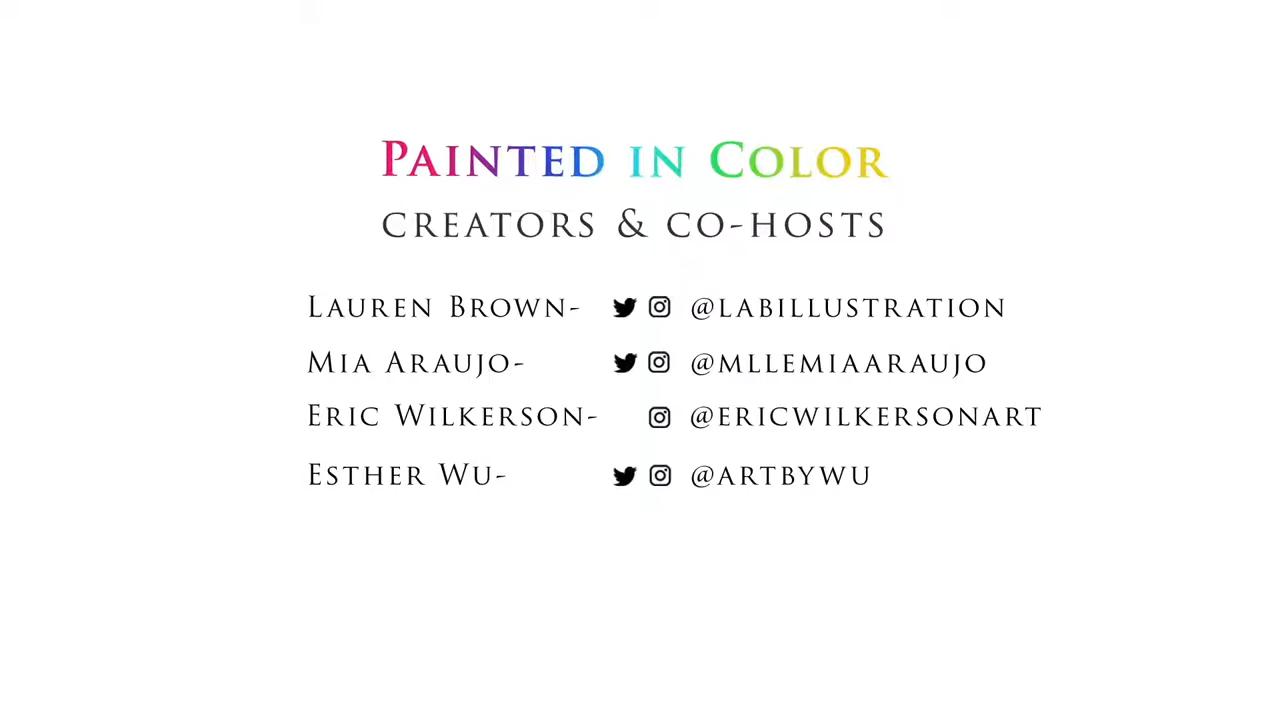 Painted in Color
creators & co-hosts
Lauren Brown- @labillustration
Mia Araujo- @mllemiaaraujo
Eric Wilkerson- @ericwilkersonart
Esther Wu- @artbywu